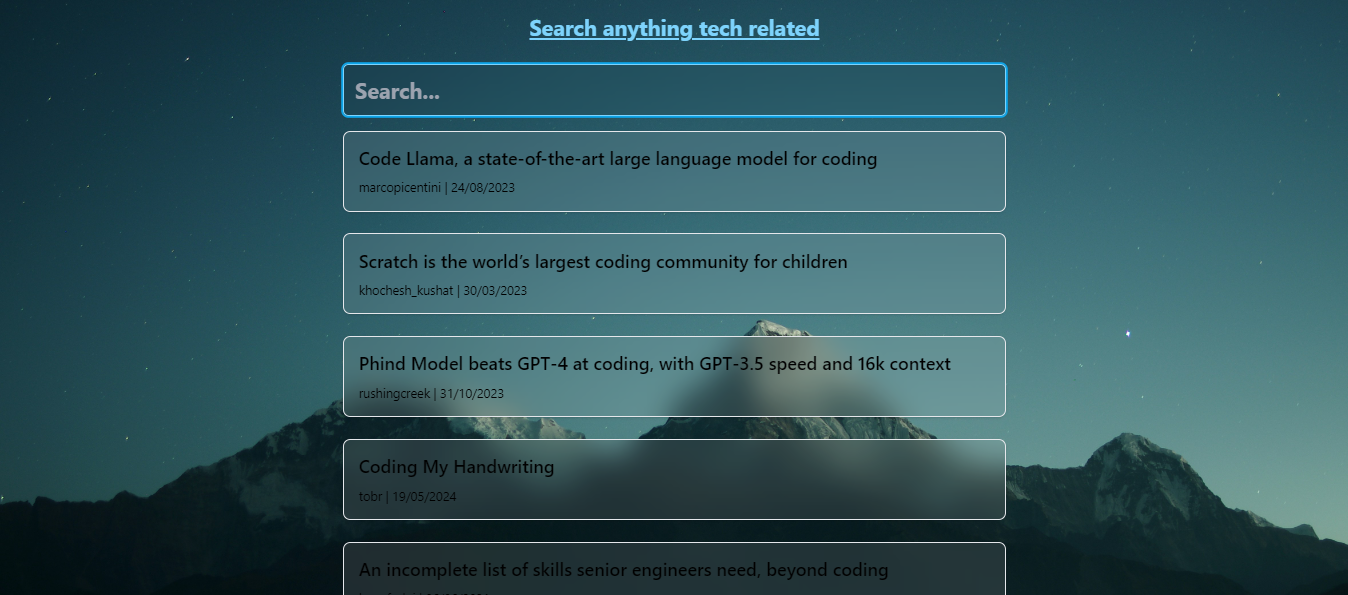 Search anything tech related
Search...
Code Llama, a state-of-the-art large language model for coding
marcopicentini | 24/08/2023
Scratch is the world’s largest coding community for children
khochesh_kushat | 30/03/2023
Phind Model beats GPT-4 at coding, with GPT-3.5 speed and 16k context
rushingcreek | 31/10/2023
Coding My Handwriting
tobr | 19/05/2024
An incomplete list of skills senior engineers need, beyond coding